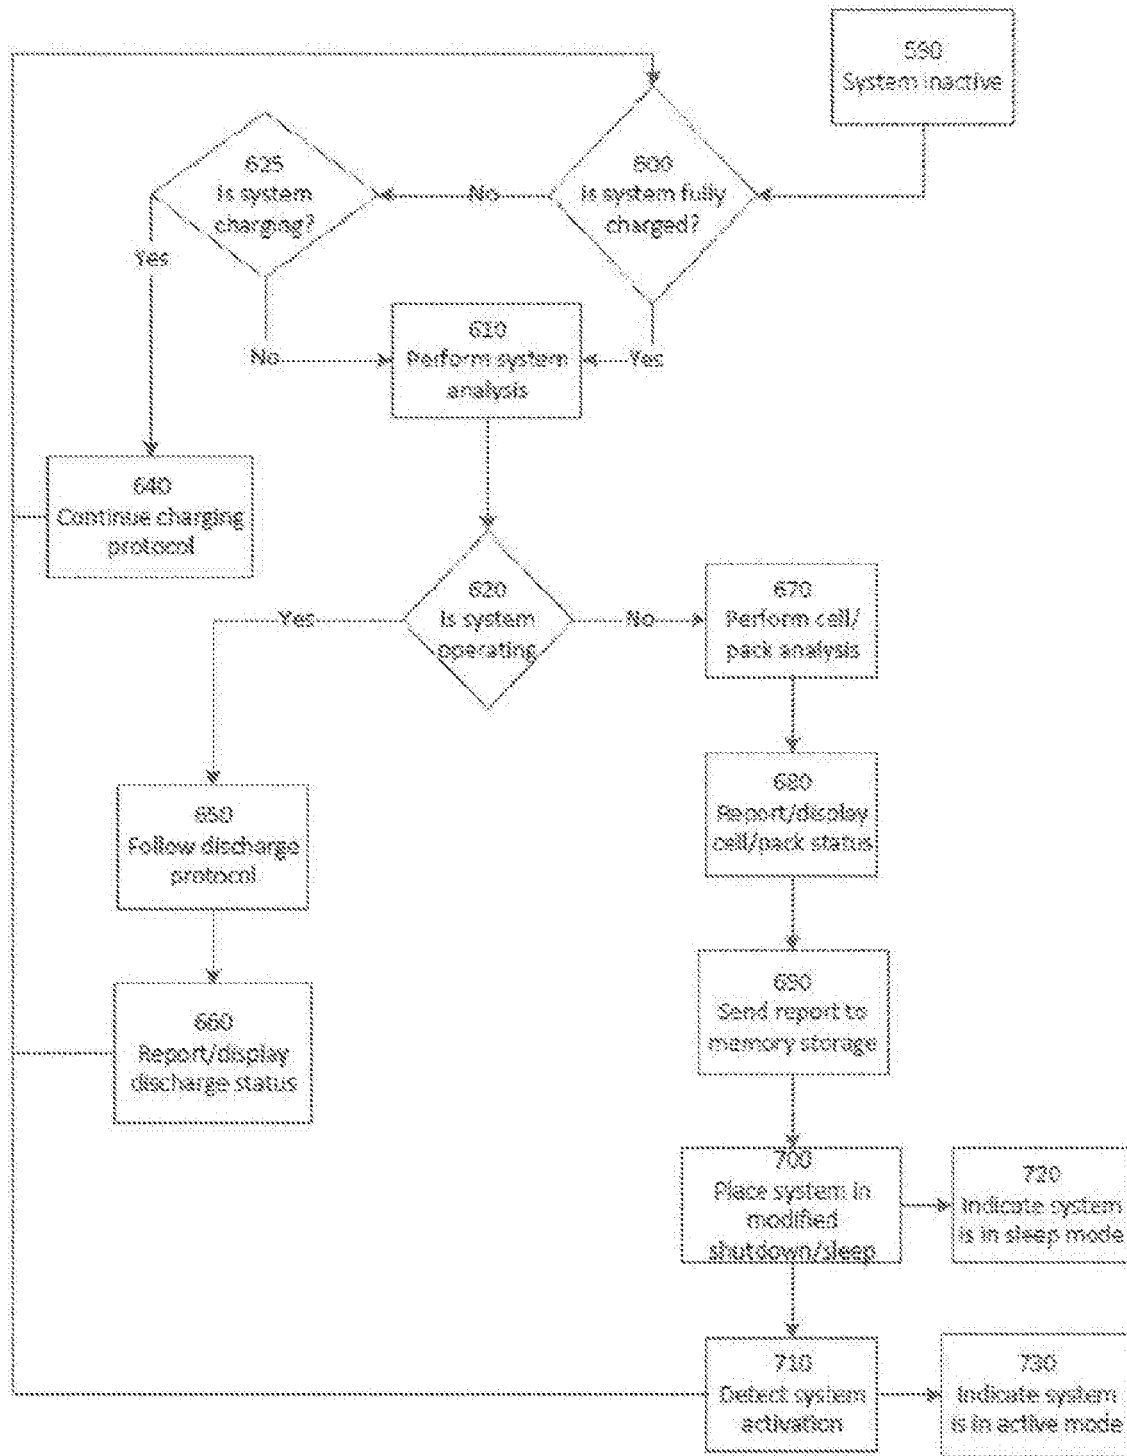 590
System inactive
600
Is system fully
charged?
No
625
Is system
charging?
Yes
No
610
Perform system
analysis
Yes
640
Continue charging
protocol
620
Is system
operating
Yes
No
670
Perform cell/
pack analysis
650
Follow discharge
protocol
680
Report/display
cell/pack status
660
Report/display
discharge status
690
Send report to
memory storage
700
Place system in
modified
shutdown/sleep
720
Indicate system
is in sleep mode
710
Detect system
activation
730
Indicate system
is in active mode